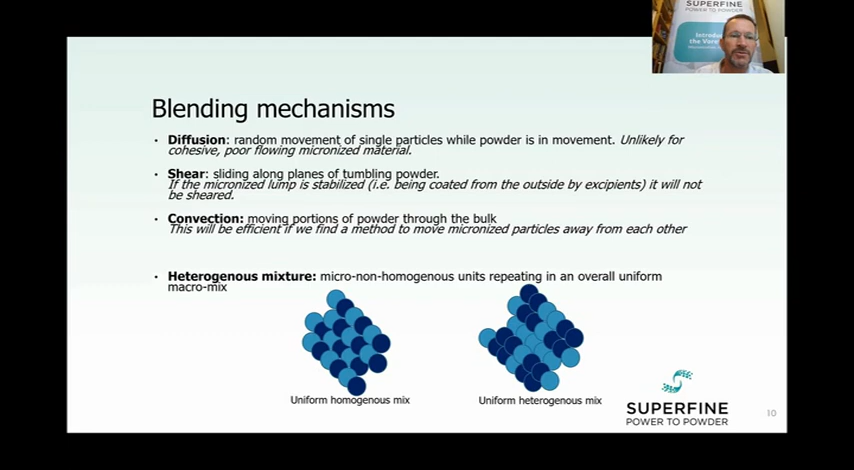 SUPERFINE
POWER TO POWDER
Blending mechanisms
• Diffusion: random movement of single particles while powder is in movement. Unlikely for
cohesive, poor flowing micronized material.
• Shear: sliding along planes of tumbling powder.
If the micronized lump is stabilized (i.e. being coated from the outside by excipients) it will not
be sheared.
• Convection: moving portions of powder through the bulk
This will be efficient if we find a method to move micronized particles away from each other
• Heterogenous mixture: micro-non-homogenous units repeating in an overall uniform
macro-mix
Uniform homogenous mix
Uniform heterogenous mix
SUPERFINE
POWER TO POWDER
10